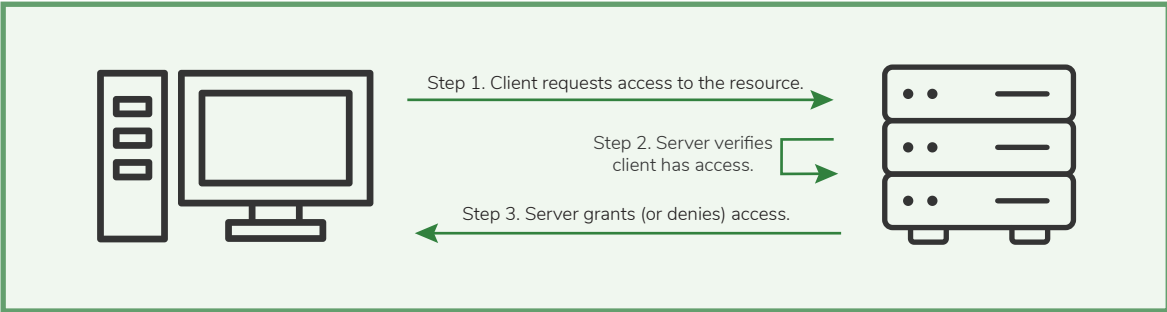 Step 1. Client requests access to the resource.
Step 2. Server verifies
client has access.
Step 3. Server grants (or denies) access.